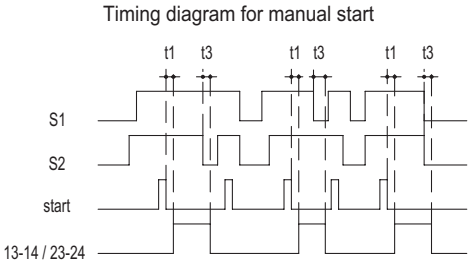 Timing diagram for manual start
t1 t3 t1 t3 t1 t3
S1
S2
start
13-14 / 23-24